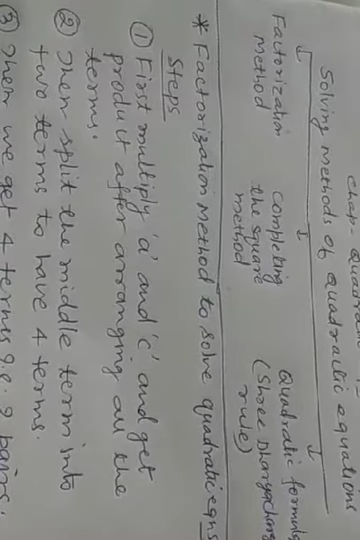 Chap- Quadratic
Solving methods of quadratic equations
Factorization method
Completing the square method
Quadratic formula (Shree Dharacharya rule)
* Factorization method to solve quadratic eqns
Steps
① First multiply 'a' and 'c' and get
product after arranging all the
terms.
② Then split the middle term into
two terms to have 4 terms.
③ Then we get 4 terms i.e. 2 pairs.